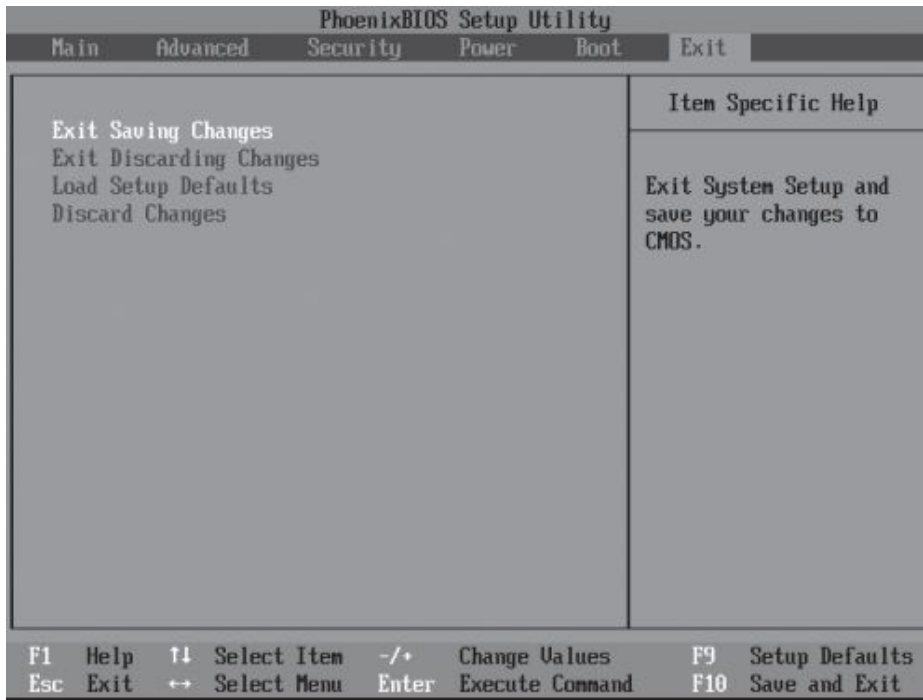 PhoenixBIOS Setup Utility
Main Advanced Security Power Boot Exit
Exit Saving Changes
Exit Discarding Changes
Load Setup Defaults
Discard Changes
Item Specific Help
Exit System Setup and
save your changes to
CMOS.
F1 Help ↑↓ Select Item -/+ Change Values F9 Setup Defaults
Esc Exit ↔ Select Menu Enter Execute Command F10 Save and Exit